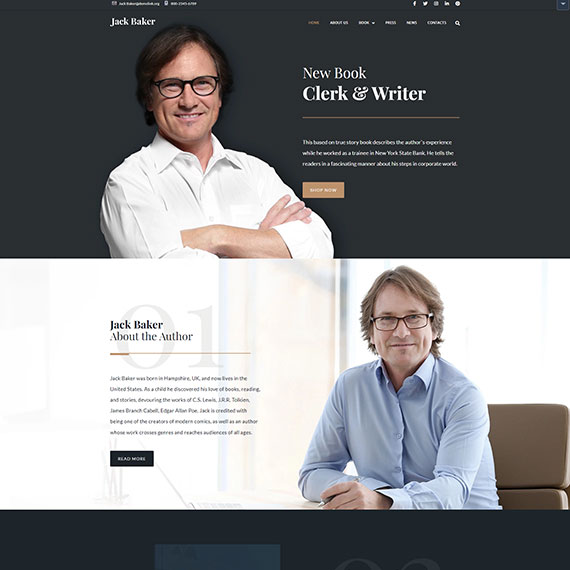 Jack.Baker@demolink.org 800-2345-6789
Jack Baker
HOME ABOUT US BOOK PRESS NEWS CONTACTS
New Book
Clerk & Writer
This based on true story book describes the author's experience
while he worked as a trainee in New York State Bank. He tells the
readers in a fascinating manner about his steps in corporate world.
SHOP NOW
01
Jack Baker
About the Author
Jack Baker was born in Hampshire, UK, and now lives in the
United States. As a child he discovered his love of books, reading,
and stories, devouring the works of C.S. Lewis, J.R.R. Tolkien,
James Branch Cabell, Edgar Allan Poe. Jack is credited with
being one of the creators of modern comics, as well as an author
whose work crosses genres and reaches audiences of all ages.
READ MORE